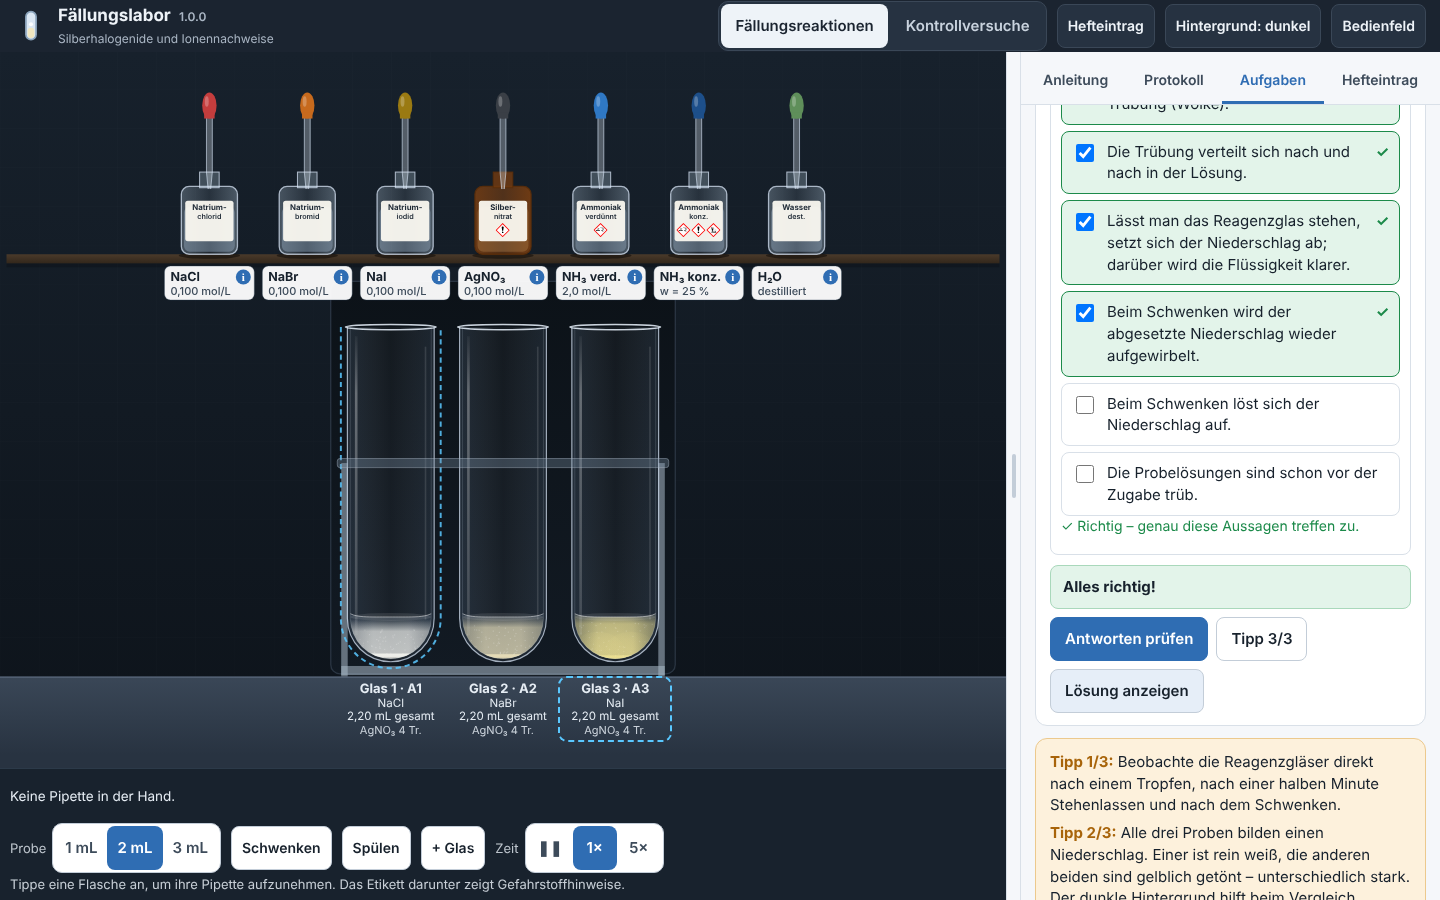 Fällungslabor 1.0.0
Silberhalogenide und Ionennachweise
Fällungsreaktionen
Kontrollversuche
Hefteintrag
Hintergrund: dunkel
Bedienfeld
Natrium-
chlorid
Natrium-
bromid
Natrium-
iodid
Silber-
nitrat
Ammoniak
verdünnt
Ammoniak
konz.
Wasser
dest.
NaCl i
0,100 mol/L
NaBr i
0,100 mol/L
NaI i
0,100 mol/L
AgNO₃ i
0,100 mol/L
NH₃ verd. i
2,0 mol/L
NH₃ konz. i
w = 25 %
H₂O i
destilliert
Glas 1 · A1
NaCl
2,20 mL gesamt
AgNO₃ 4 Tr.
Glas 2 · A2
NaBr
2,20 mL gesamt
AgNO₃ 4 Tr.
Glas 3 · A3
NaI
2,20 mL gesamt
AgNO₃ 4 Tr.
Keine Pipette in der Hand.
Probe 1 mL 2 mL 3 mL Schwenken Spülen + Glas Zeit 1× 5×
Tippe eine Flasche an, um ihre Pipette aufzunehmen. Das Etikett darunter zeigt Gefahrstoffhinweise.
Anleitung Protokoll Aufgaben Hefteintrag
Trübung (Wolke).
Die Trübung verteilt sich nach und
nach in der Lösung.
Lässt man das Reagenzglas stehen,
setzt sich der Niederschlag ab;
darüber wird die Flüssigkeit klarer.
Beim Schwenken wird der
abgesetzte Niederschlag wieder
aufgewirbelt.
Beim Schwenken löst sich der
Niederschlag auf.
Die Probelösungen sind schon vor der
Zugabe trüb.
✓ Richtig – genau diese Aussagen treffen zu.
Alles richtig!
Antworten prüfen
Tipp 3/3
Lösung anzeigen
Tipp 1/3: Beobachte die Reagenzgläser direkt
nach einem Tropfen, nach einer halben Minute
Stehenlassen und nach dem Schwenken.
Tipp 2/3: Alle drei Proben bilden einen
Niederschlag. Einer ist rein weiß, die anderen
beiden sind gelblich getönt – unterschiedlich stark.
Der dunkle Hintergrund hilft beim Vergleich.